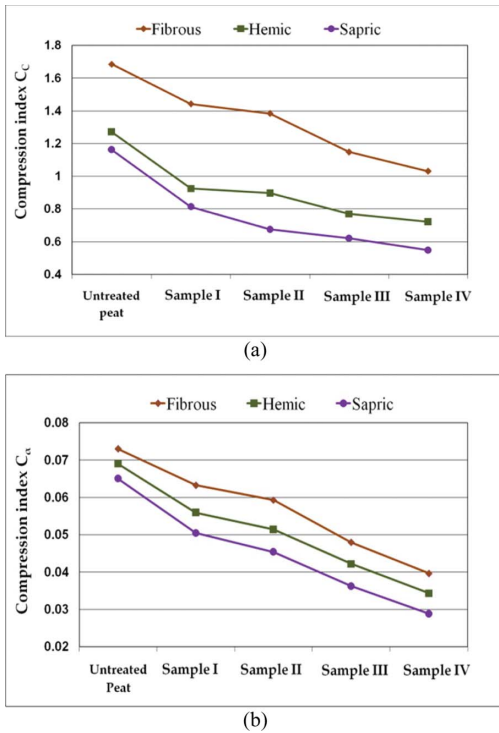 Fibrous Hemic Sapric
Compression index C_C
1.8
1.6
1.4
1.2
1
0.8
0.6
0.4
Untreated peat Sample I Sample II Sample III Sample IV
(a)
Fibrous Hemic Sapric
Compression index C_α
0.08
0.07
0.06
0.05
0.04
0.03
0.02
Untreated Peat Sample I Sample II Sample III Sample IV
(b)